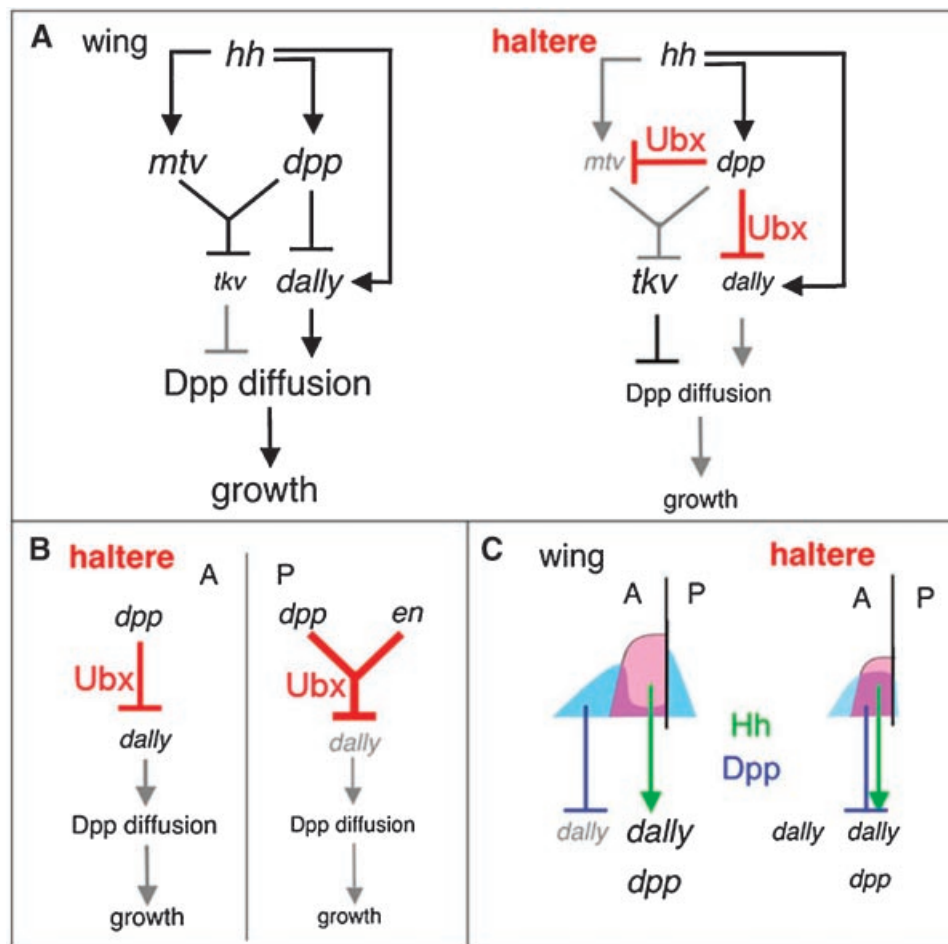 A wing hh
mtv dpp
tkv dally
Dpp diffusion
growth
haltere hh
Ubx
mtv dpp
Ubx
tkv dally
Dpp diffusion
growth
B haltere
A P
dpp
Ubx
dally
Dpp diffusion
growth
dpp en
Ubx
dally
Dpp diffusion
growth
C wing haltere
A P
A P
Hh
Dpp
dally dally
dpp
dally dally
dpp